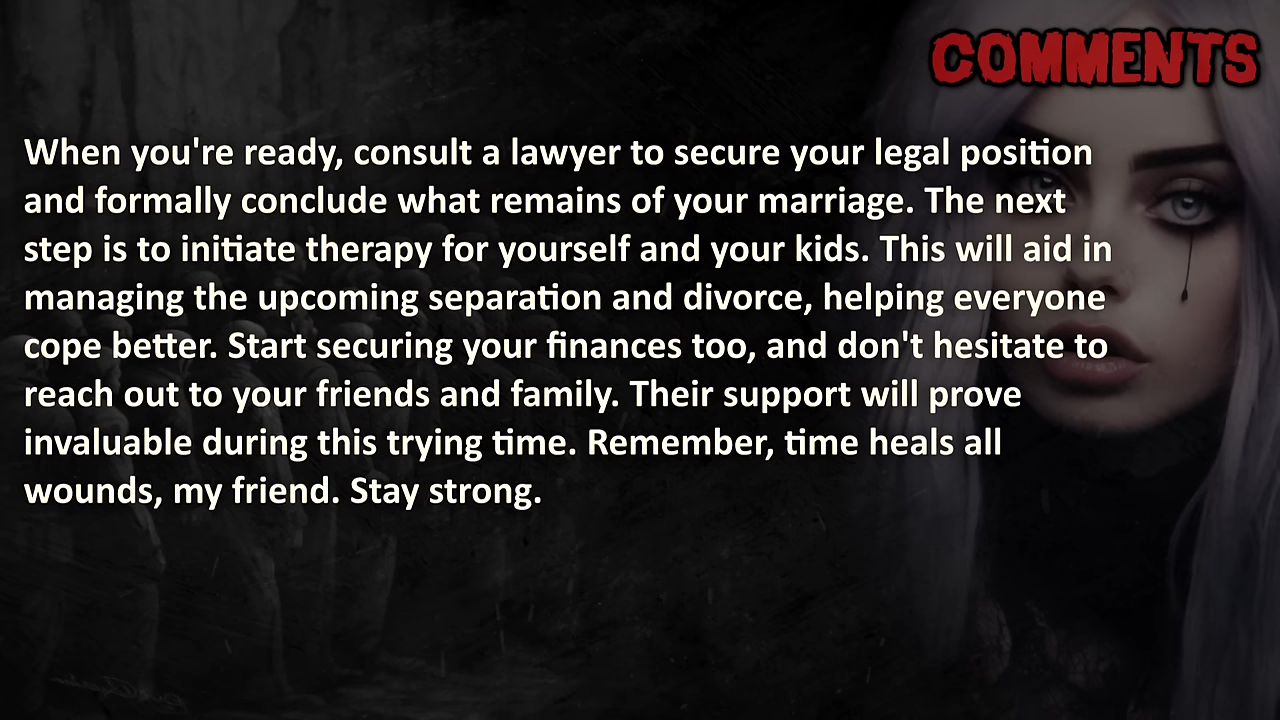 COMMENTS
When you're ready, consult a lawyer to secure your legal position
and formally conclude what remains of your marriage. The next
step is to initiate therapy for yourself and your kids. This will aid in
managing the upcoming separation and divorce, helping everyone
cope better. Start securing your finances too, and don't hesitate to
reach out to your friends and family. Their support will prove
invaluable during this trying time. Remember, time heals all
wounds, my friend. Stay strong.